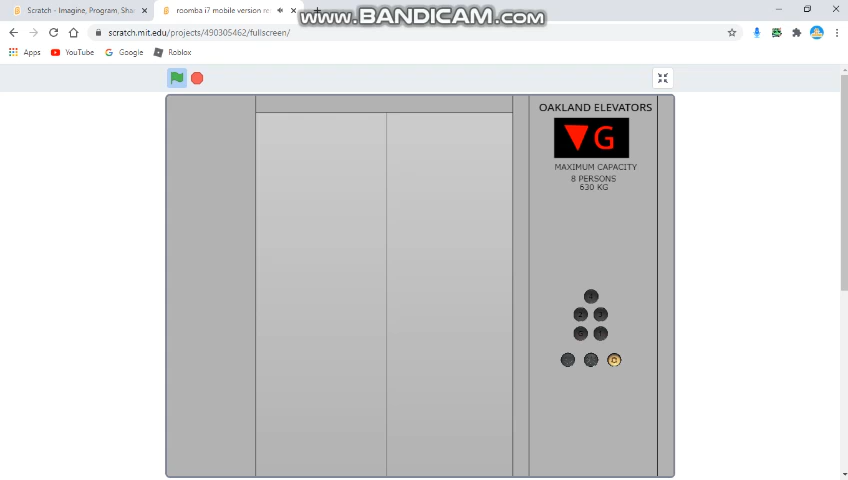 Scratch - Imagine, Program, Sha
roomba i7 mobile version re
www.BANDICAM.com
scratch.mit.edu/projects/490305462/fullscreen/
Apps YouTube Google Roblox
OAKLAND ELEVATORS
G
MAXIMUM CAPACITY
8 PERSONS
630 KG